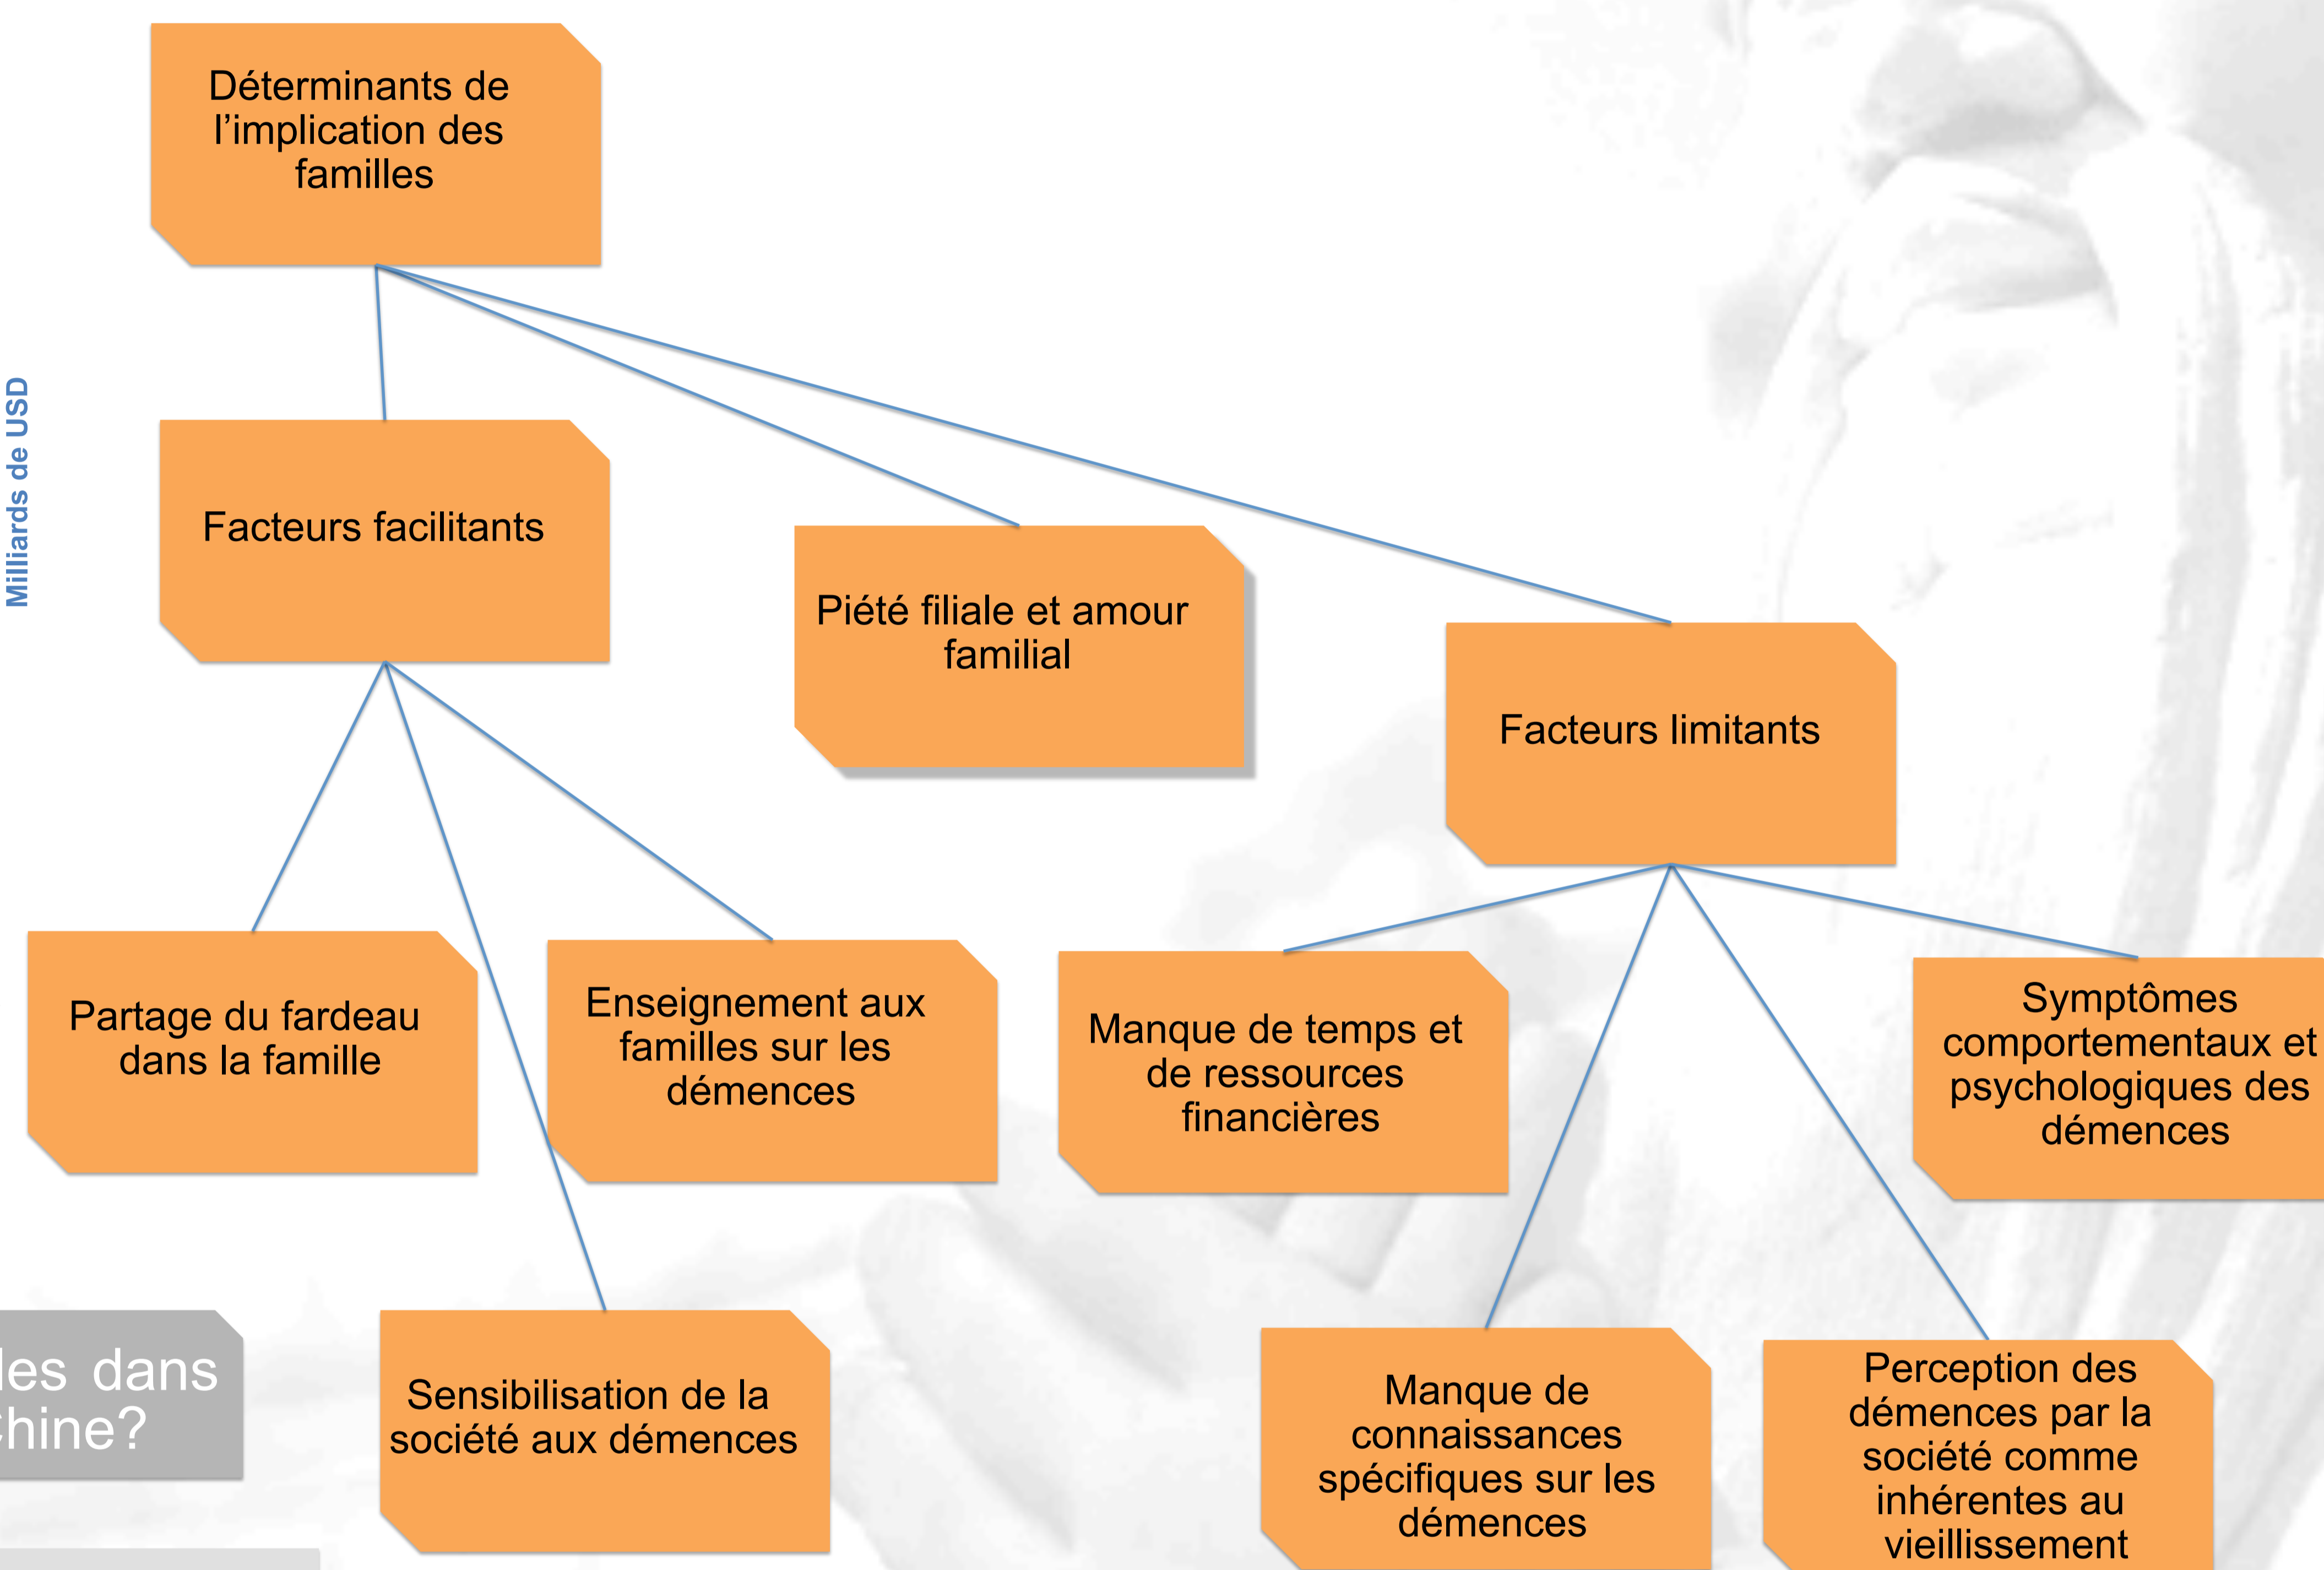 Déterminants de
l’implication des
familles
Milliards de USD
Facteurs facilitants
Piété filiale et amour
familial
Facteurs limitants
Partage du fardeau
dans la famille
Enseignement aux
familles sur les
démences
Manque de temps et
de ressources
financières
Symptômes
comportementaux et
psychologiques des
démences
dans
Sensibilisation de la
société aux démences
Manque de
connaissances
spécifiques sur les
démences
Perception des
démences par la
société comme
inhérentes au
vieillissement